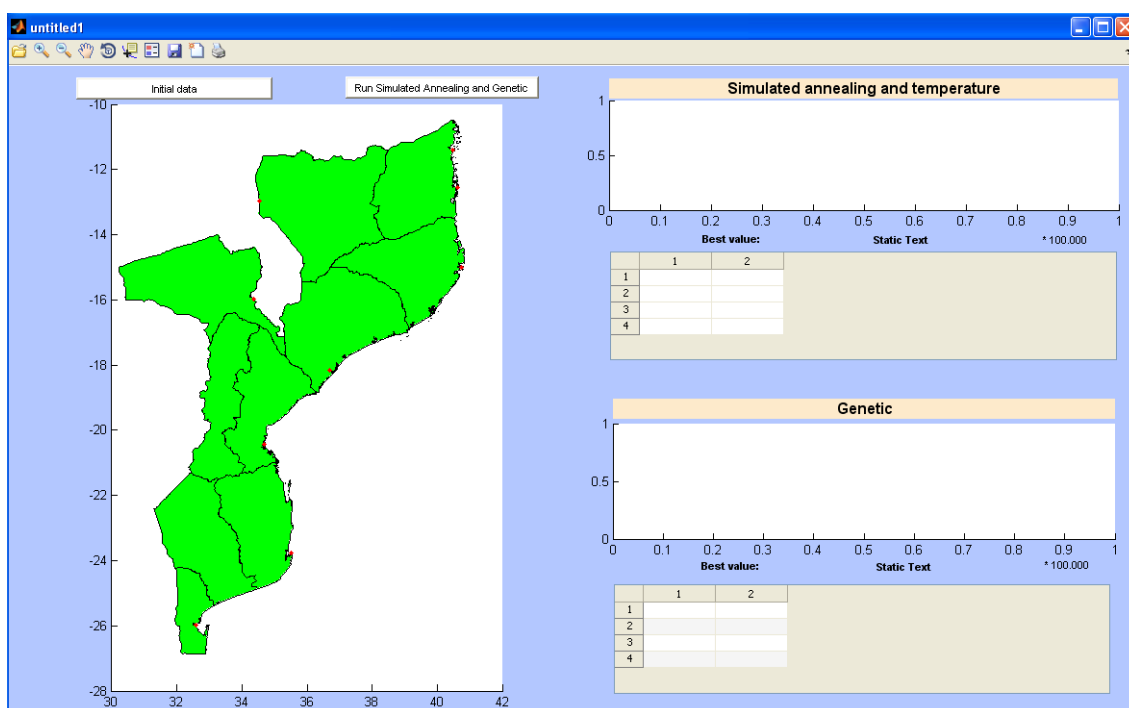 untitled1
Initial data
Run Simulated Annealing and Genetic
-10
-12
-14
-16
-18
-20
-22
-24
-26
-28
30 32 34 36 38 40 42
Simulated annealing and temperature
1
0.5
0
0 0.1 0.2 0.3 0.4 0.5 0.6 0.7 0.8 0.9 1
Best value: Static Text * 100.000
1 2
1
2
3
4
Genetic
1
0.5
0
0 0.1 0.2 0.3 0.4 0.5 0.6 0.7 0.8 0.9 1
Best value: Static Text * 100.000
1 2
1
2
3
4